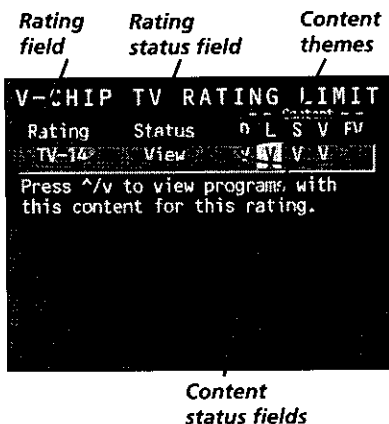 Rating field
Rating status field
Content themes
V-CHIP TV RATING LIMIT
Content
Rating Status D L S V FV
TV-14 View V V V V
Press ^/v to view programs with
this content for this rating.
Content status fields